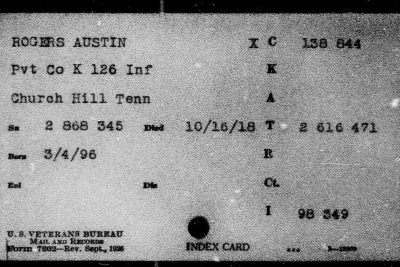 ROGERS AUSTIN X C 138 844
Pvt Co K 126 Inf K
Church Hill Tenn A
Sn 2 868 345 Died 10/16/18 T 2 616 471
Born 3/4/96 R
Enl Dis Ct.
I 98 349
U. S. VETERANS BUREAU
MAIL AND RECORDS
Form 7202—Rev. Sept., 1926 INDEX CARD